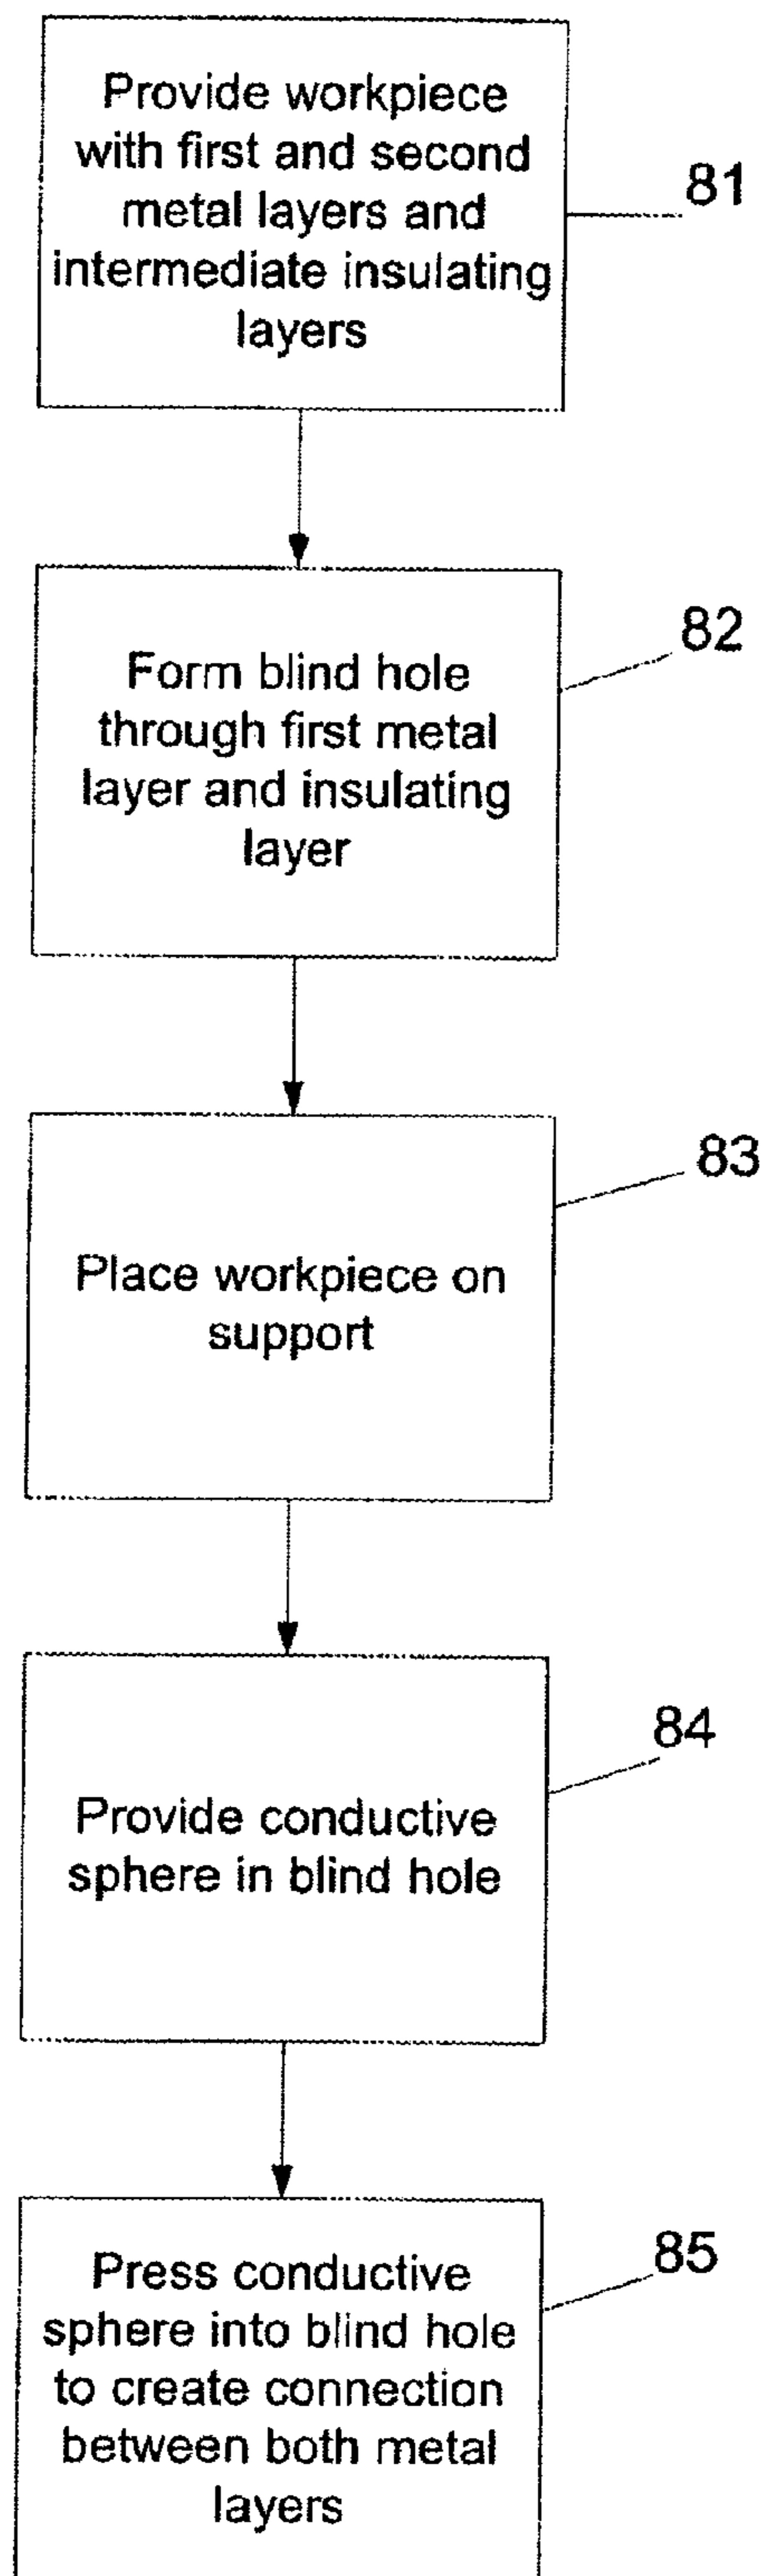 Provide workpiece
with first and second
metal layers and
intermediate insulating
layers
81
Form blind hole
through first metal
layer and insulating
layer
82
Place workpiece on
support
83
Provide conductive
sphere in blind hole
84
Press conductive
sphere into blind hole
to create connection
between both metal
layers
85